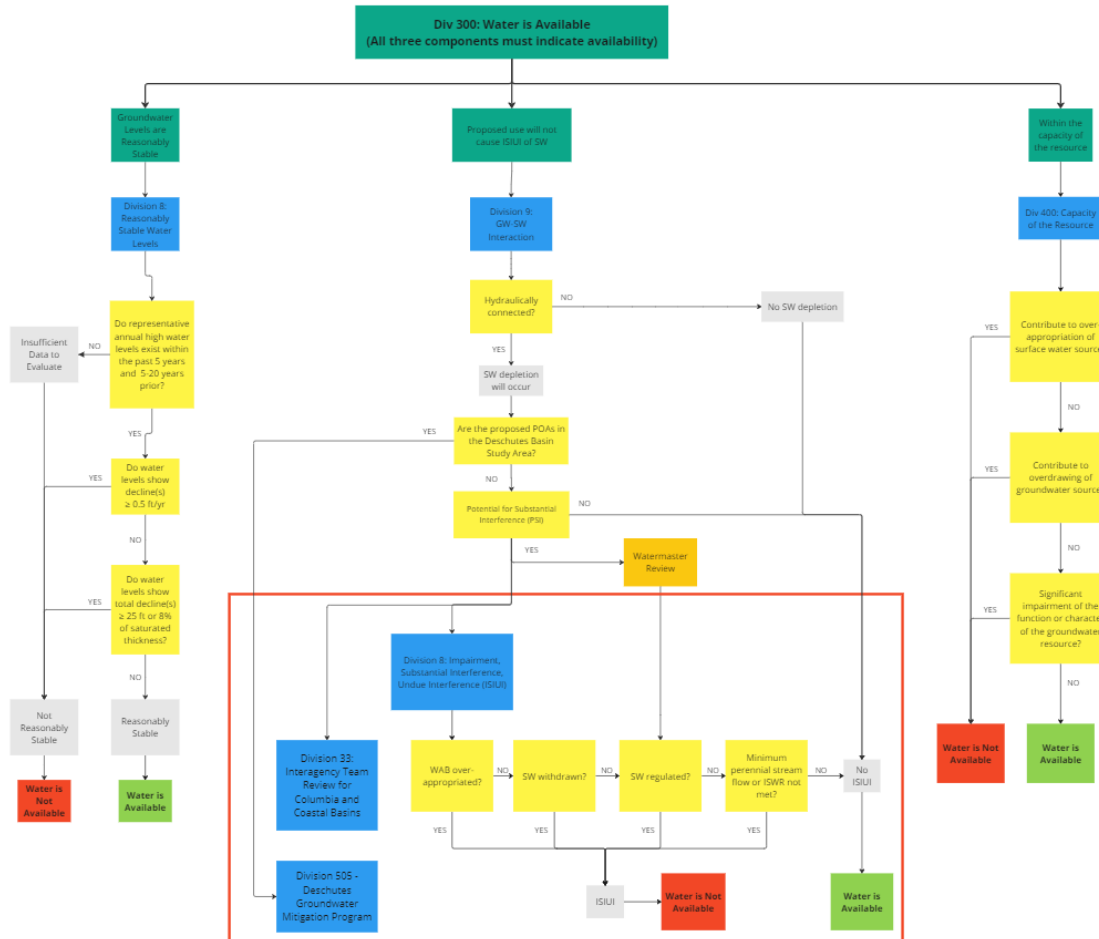 Div 300: Water is Available
(All three components must indicate availability)
Groundwater
Levels are
Reasonably
Stable
Proposed use will not
cause ISIUI of SW
Within the
capacity of
the resource
Division 8:
Reasonably
Stable Water
Levels
Division 9:
GW-SW
Interaction
Div 400: Capacity
of the Resource
Do representative
annual high water
levels exist within
the past 5 years
and 5-20 years
prior?
NO
Insufficient
Data to
Evaluate
YES
Do water
levels show
decline(s)
≥ 0.5 ft/yr
YES
NO
Do water
levels show
total decline(s)
≥ 25 ft or 8%
of saturated
thickness?
YES
NO
Not
Reasonably
Stable
Reasonably
Stable
Water is
Not
Available
Water is
Available
Hydraulically
connected?
NO
No SW depletion
YES
SW depletion
will occur
Are the proposed POAs in
the Deschutes Basin
Study Area?
YES
NO
Potential for Substantial
Interference (PSI)
NO
YES
Watermaster
Review
Division 8: Impairment,
Substantial Interference,
Undue Interference (ISIUI)
Division 33:
Interagency Team
Review for
Columbia and
Coastal Basins
WAB over-
appropriated?
NO
SW withdrawn?
NO
SW regulated?
NO
Minimum
perennial stream
flow or ISWR not
met?
NO
No
ISIUI
YES
YES
YES
YES
Division 505 -
Deschutes
Groundwater
Mitigation Program
ISIUI
Water is Not
Available
Water is
Available
Contribute to over-
appropriation of
surface water source
YES
NO
Contribute to
overdrawing of
groundwater source
YES
NO
Significant
impairment of the
function or characte
of the groundwater
resource?
YES
NO
Water is Not
Available
Water is
Available